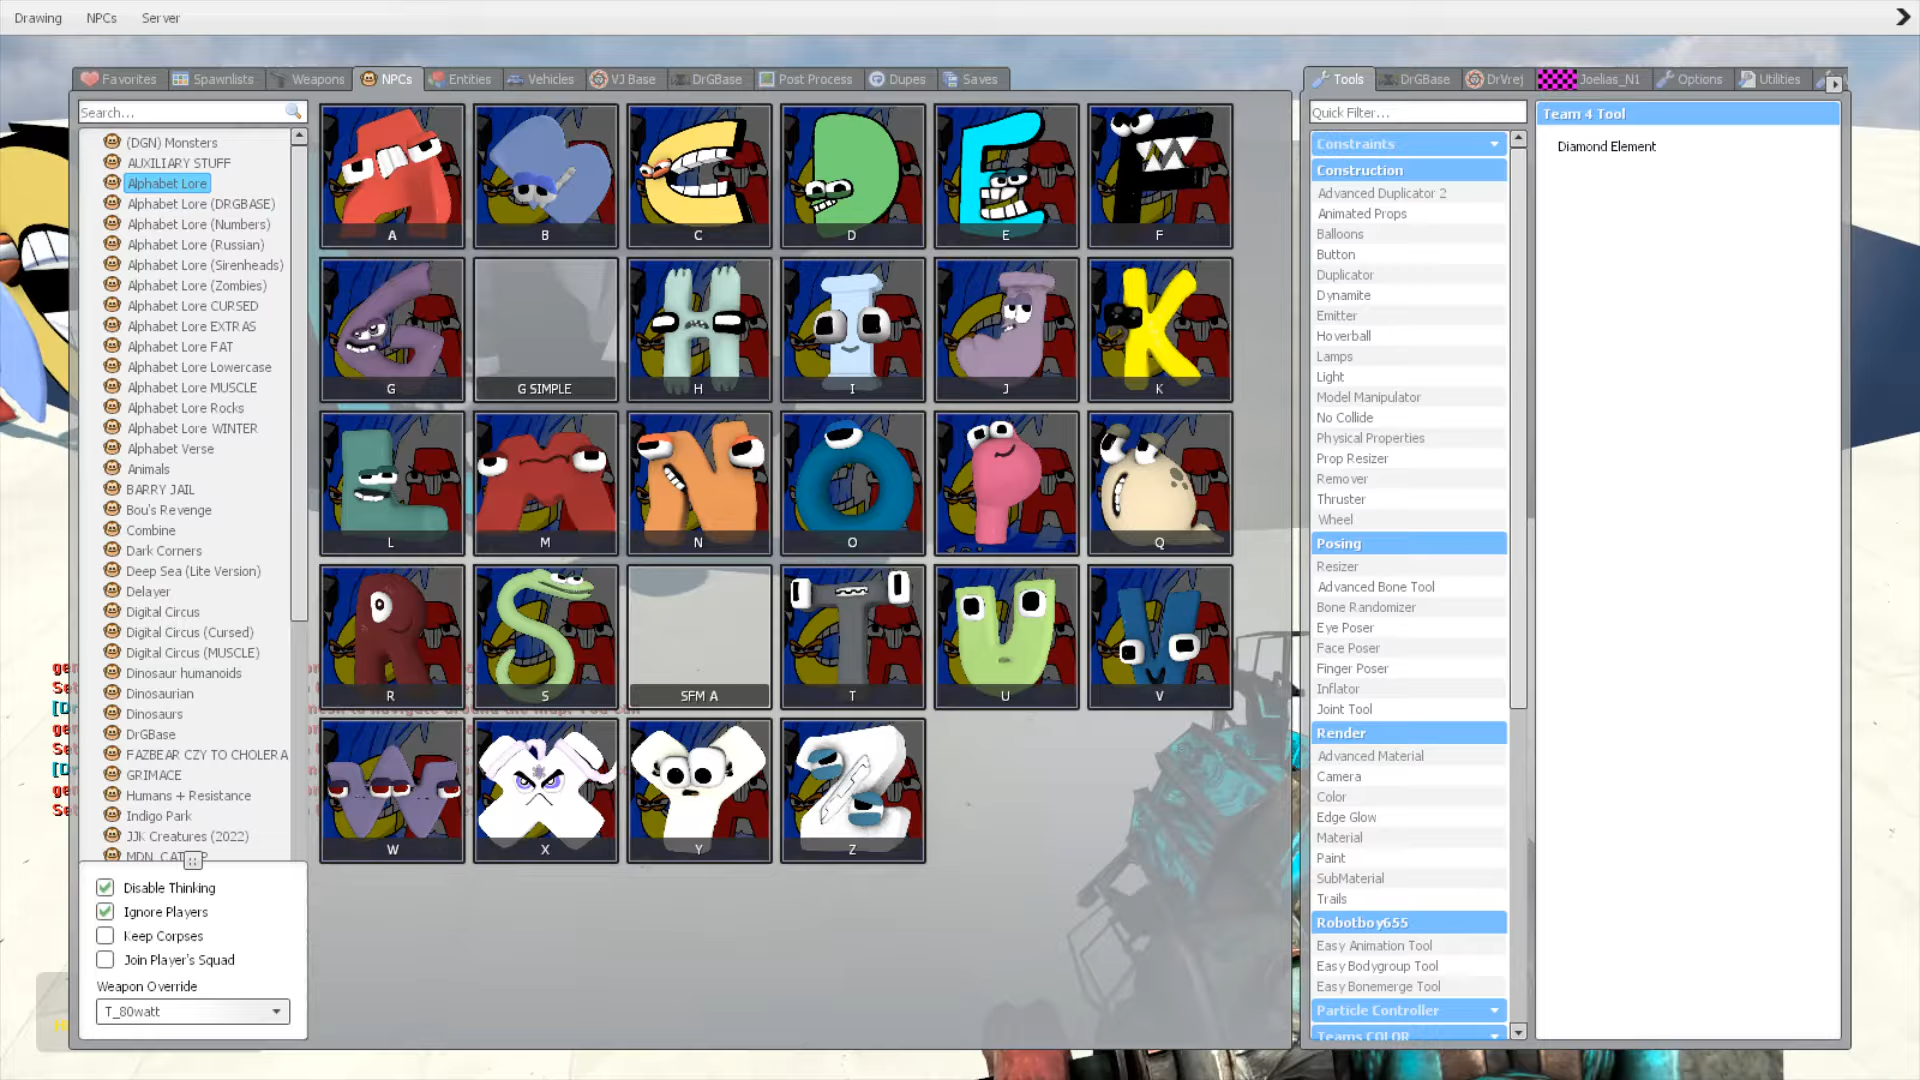 Drawing NPCs Server
Favorites Spawnlists Weapons NPCs Entities Vehicles VJ Base DrGBase Post Process Dupes Saves
Tools DrGBase DrVrej Joelias_N1 Options Utilities
Search...
(DGN) Monsters
AUXILIARY STUFF
Alphabet Lore
Alphabet Lore (DRGBASE)
Alphabet Lore (Numbers)
Alphabet Lore (Russian)
Alphabet Lore (Sirenheads)
Alphabet Lore (Zombies)
Alphabet Lore CURSED
Alphabet Lore EXTRAS
Alphabet Lore FAT
Alphabet Lore Lowercase
Alphabet Lore MUSCLE
Alphabet Lore Rocks
Alphabet Lore WINTER
Alphabet Verse
Animals
BARRY JAIL
Bou's Revenge
Combine
Dark Corners
Deep Sea (Lite Version)
Delayer
Digital Circus
Digital Circus (Cursed)
Digital Circus (MUSCLE)
Dinosaur humanoids
Dinosaurian
Dinosaurs
DrGBase
FAZBEAR CZY TO CHOLERA
GRIMACE
Humans + Resistance
Indigo Park
JJK Creatures (2022)
Disable Thinking
Ignore Players
Keep Corpses
Join Player's Squad
Weapon Override
T_80watt
A B C D E F
G G SIMPLE H I J K
L M N O Q
R S SFM A T U V
W X Y Z
Quick Filter...
Constraints
Construction
Advanced Duplicator 2
Animated Props
Balloons
Button
Duplicator
Dynamite
Emitter
Hoverball
Lamps
Light
Model Manipulator
No Collide
Physical Properties
Prop Resizer
Remover
Thruster
Wheel
Posing
Resizer
Advanced Bone Tool
Bone Randomizer
Eye Poser
Face Poser
Finger Poser
Inflator
Joint Tool
Render
Advanced Material
Camera
Color
Edge Glow
Material
Paint
SubMaterial
Trails
Robotboy655
Easy Animation Tool
Easy Bodygroup Tool
Easy Bonemerge Tool
Particle Controller
Teams COLOR
Team 4 Tool
Diamond Element